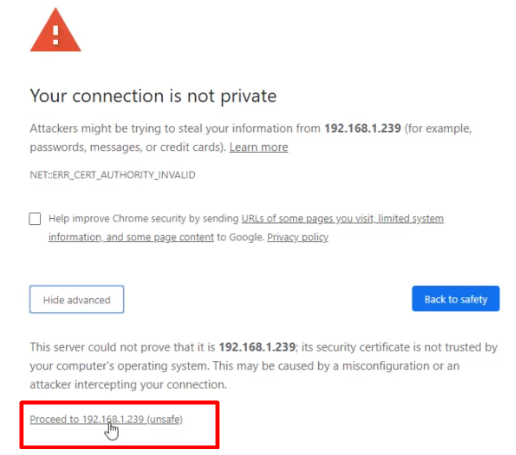 Your connection is not private
Attackers might be trying to steal your information from 192.168.1.239 (for example,
passwords, messages, or credit cards). Learn more
NET::ERR_CERT_AUTHORITY_INVALID
Help improve Chrome security by sending URLs of some pages you visit, limited system
information, and some page content to Google. Privacy policy
Hide advanced
Back to safety
This server could not prove that it is 192.168.1.239; its security certificate is not trusted by
your computer's operating system. This may be caused by a misconfiguration or an
attacker intercepting your connection.
Proceed to 192.168.1.239 (unsafe)